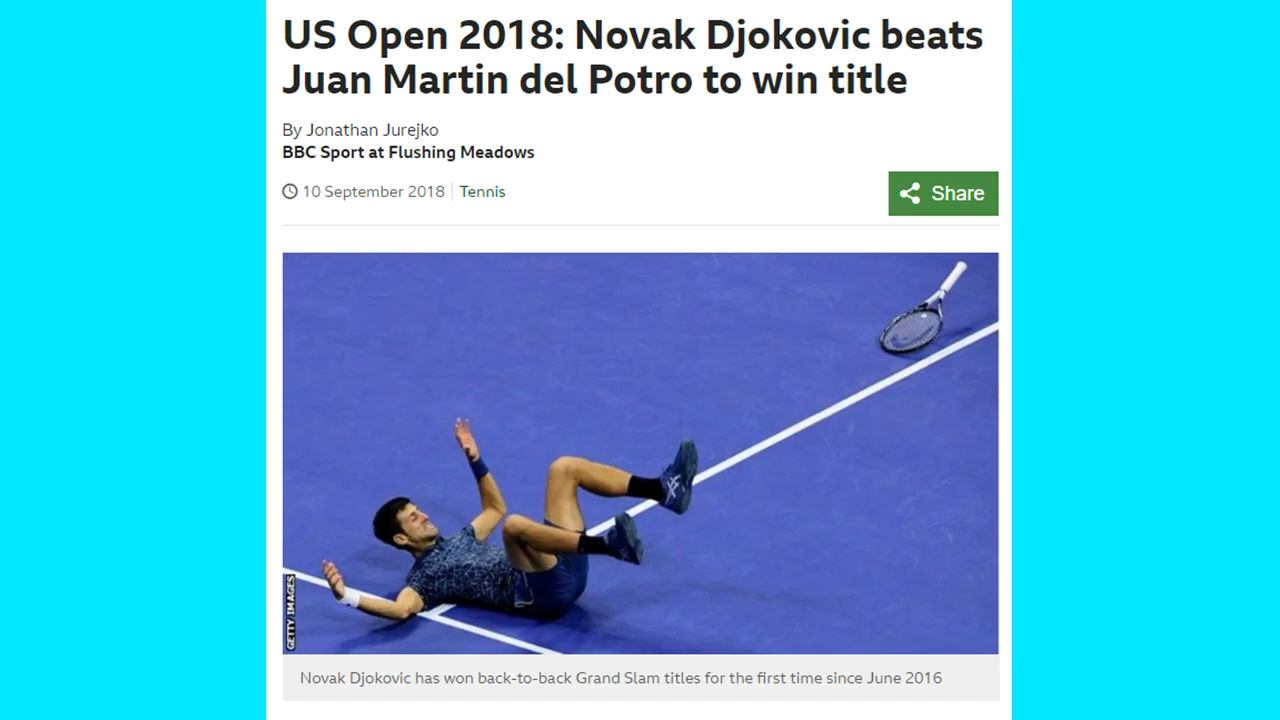 US Open 2018: Novak Djokovic beats
Juan Martin del Potro to win title
By Jonathan Jurejko
BBC Sport at Flushing Meadows
10 September 2018 Tennis
Share
GETTY IMAGES
Novak Djokovic has won back-to-back Grand Slam titles for the first time since June 2016